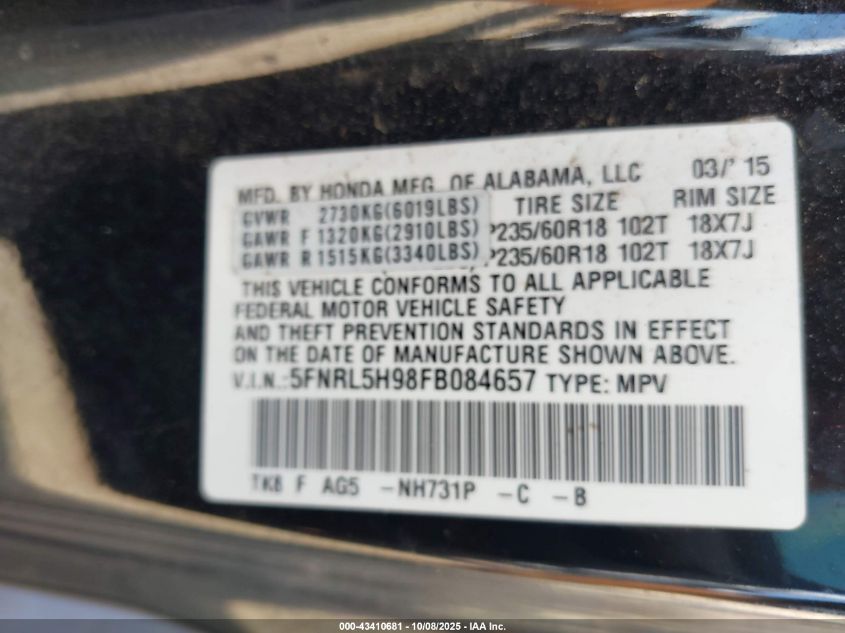 MFD. BY HONDA MFG. OF ALABAMA, LLC 03/' 15
GVWR 2730KG(6019LBS) TIRE SIZE RIM SIZE
GAWR F 1320KG(2910LBS) P235/60R18 102T 18X7J
GAWR R 1515KG(3340LBS) P235/60R18 102T 18X7J
THIS VEHICLE CONFORMS TO ALL APPLICABLE
FEDERAL MOTOR VEHICLE SAFETY
AND THEFT PREVENTION STANDARDS IN EFFECT
ON THE DATE OF MANUFACTURE SHOWN ABOVE.
V.I.N.:5FNRL5H98FB084657 TYPE: MPV
TK8 F AG5 -NH731P -C -B
000-43410681 | 10/08/2025 - IAA Inc.